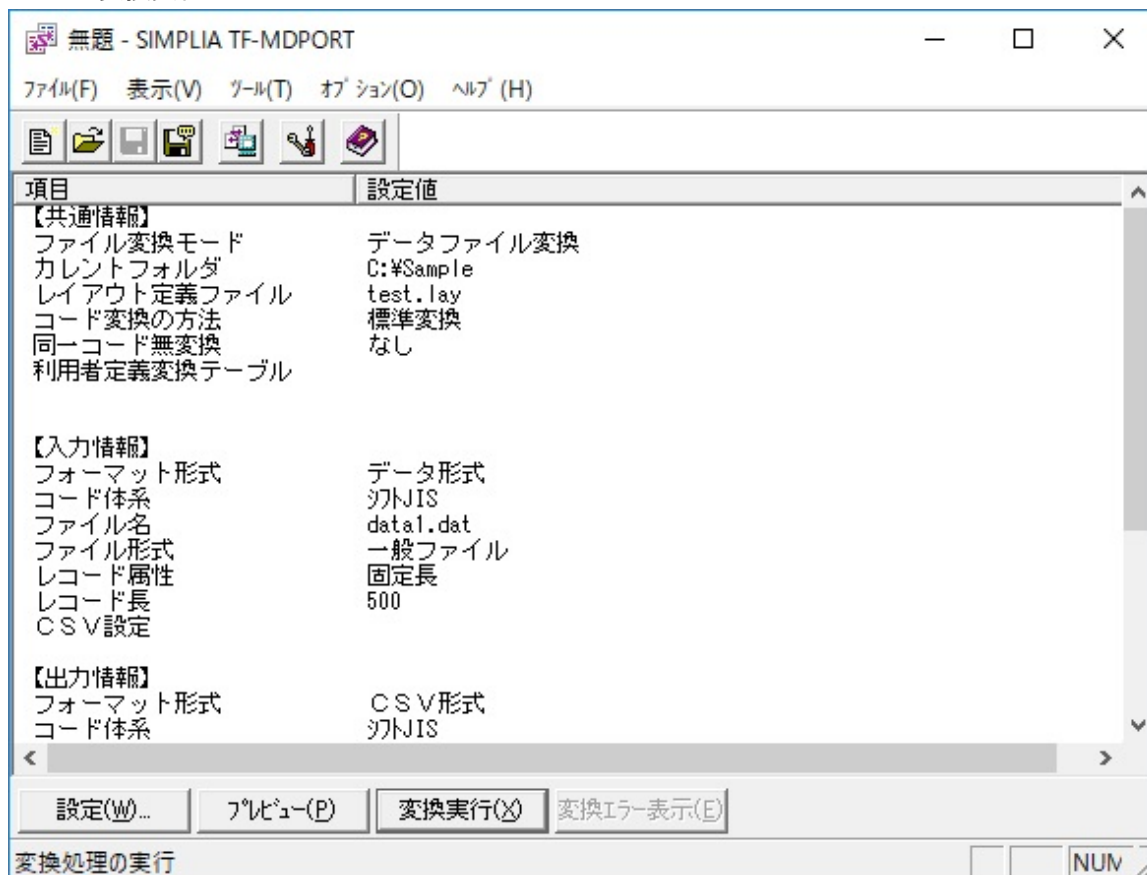 無題 - SIMPLIA TF-MDPORT
ファイル(F) 表示(V) ツール(T) オプション(O) ヘルプ(H)
項目 設定値
【共通情報】
ファイル変換モード データファイル変換
カレントフォルダ C:¥Sample
レイアウト定義ファイル test.lay
コード変換の方法 標準変換
同一コード無変換 なし
利用者定義変換テーブル
【入力情報】
フォーマット形式 データ形式
コード体系 シフトJIS
ファイル名 data1.dat
ファイル形式 一般ファイル
レコード属性 固定長
レコード長 500
CSV設定
【出力情報】
フォーマット形式 CSV形式
コード体系 シフトJIS
設定(W)... プレビュー(P) 変換実行(X) 変換エラー表示(E)
変換処理の実行 NUM